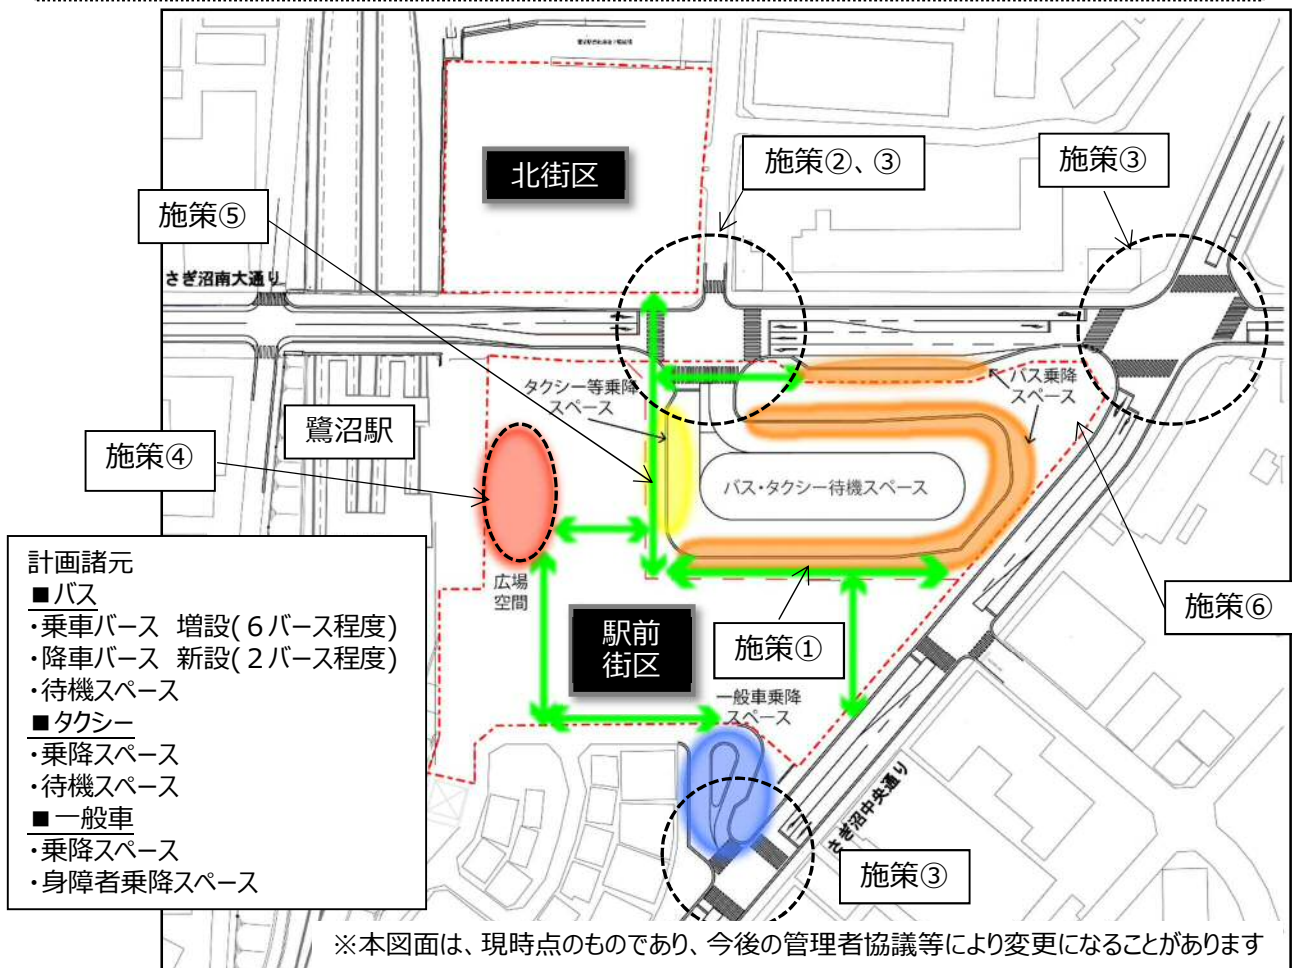 北街区
施策②、③
施策③
施策⑤
さぎ沼南大通り
タクシー等乗降
スペース
バス乗降
スペース
鷺沼駅
施策④
バス・タクシー待機スペース
広場
空間
駅前
街区
施策①
施策⑥
一般車乗降
スペース
さぎ沼中央通り
施策③
計画諸元
■バス
・乗車バース 増設(6バース程度)
・降車バース 新設(2バース程度)
・待機スペース
■タクシー
・乗降スペース
・待機スペース
■一般車
・乗降スペース
・身障者乗降スペース
※本図面は、現時点のものであり、今後の管理者協議等により変更になることがあります